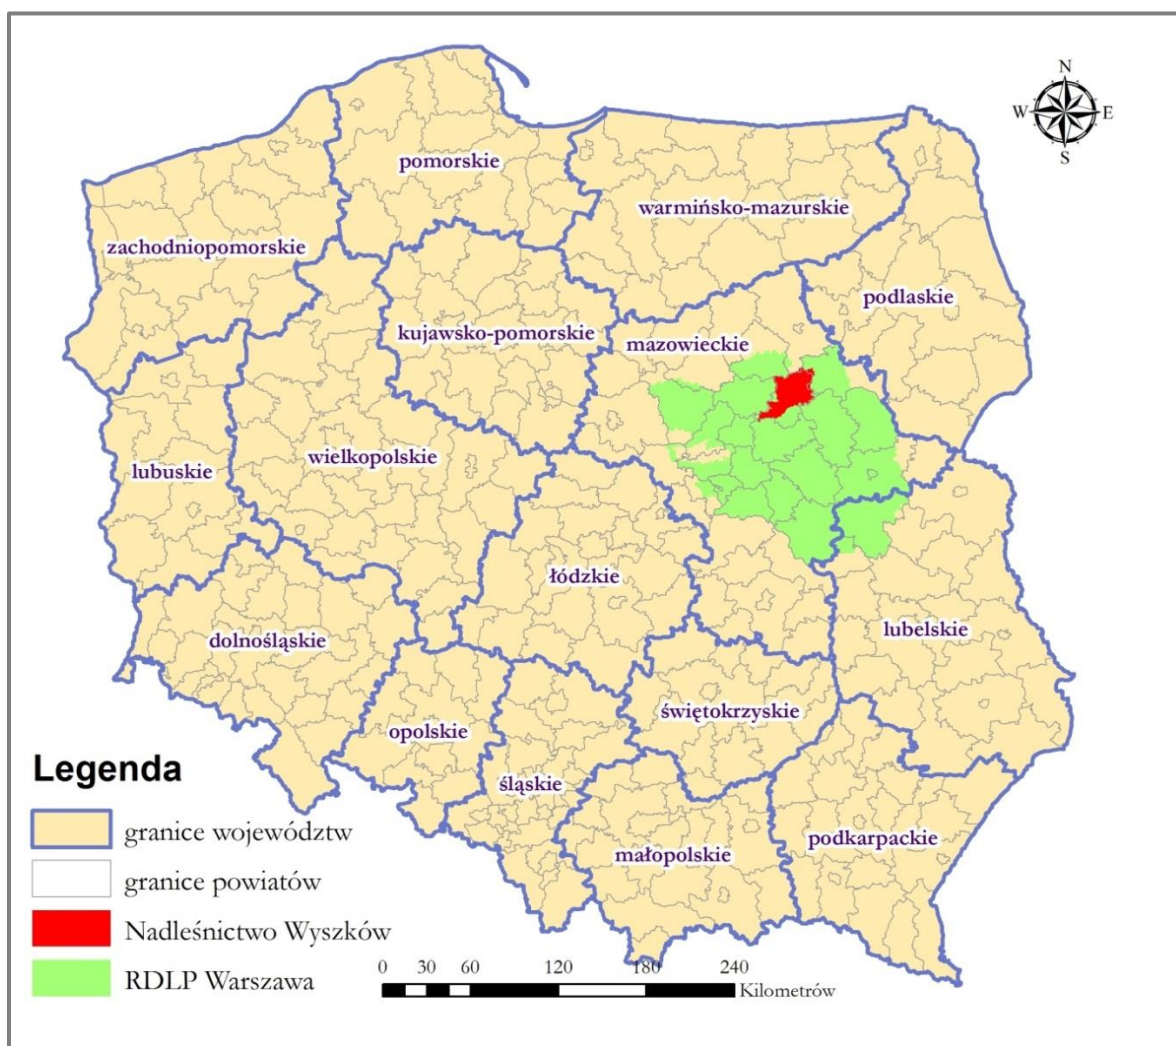 N
W E
S
pomorskie
warmińsko-mazurskie
zachodniopomorskie
podlaskie
kujawsko-pomorskie
mazowieckie
lubuskie
wielkopolskie
łódzkie
dolnośląskie
lubelskie
świętokrzyskie
opolskie
śląskie
małopolskie
podkarpackie
Legenda
granice województw
granice powiatów
Nadleśnictwo Wyszków
RDLP Warszawa
0 30 60 120 180 240
Kilometrów